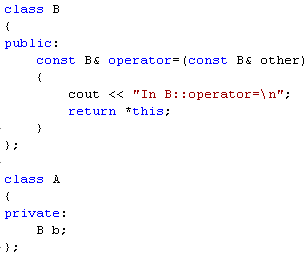 class B
{
public:
    const B& operator=(const B& other)
    {
        cout << "In B::operator=\n";
        return *this;
    }
};

class A
{
private:
    B b;
};